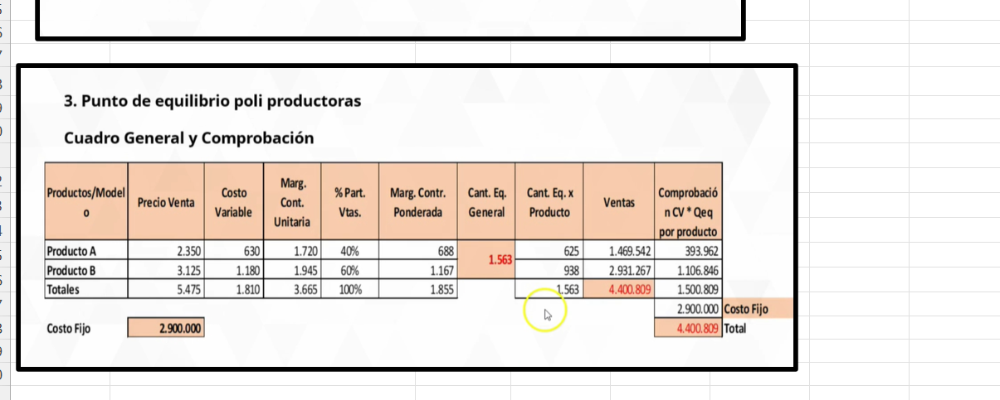 3. Punto de equilibrio poli productoras
Cuadro General y Comprobación
Productos/Model
o
Precio Venta
Costo
Variable
Marg.
Cont.
Unitaria
% Part.
Vtas.
Marg. Contr.
Ponderada
Cant. Eq.
General
Cant. Eq. x
Producto
Ventas
Comprobació
n CV * Qeq
por producto
Producto A 2.350 630 1.720 40% 688 1.563 625 1.469.542 393.962
Producto B 3.125 1.180 1.945 60% 1.167 938 2.931.267 1.106.846
Totales 5.475 1.810 3.665 100% 1.855 1.563 4.400.809 1.500.809
2.900.000 Costo Fijo
Costo Fijo 2.900.000 4.400.809 Total